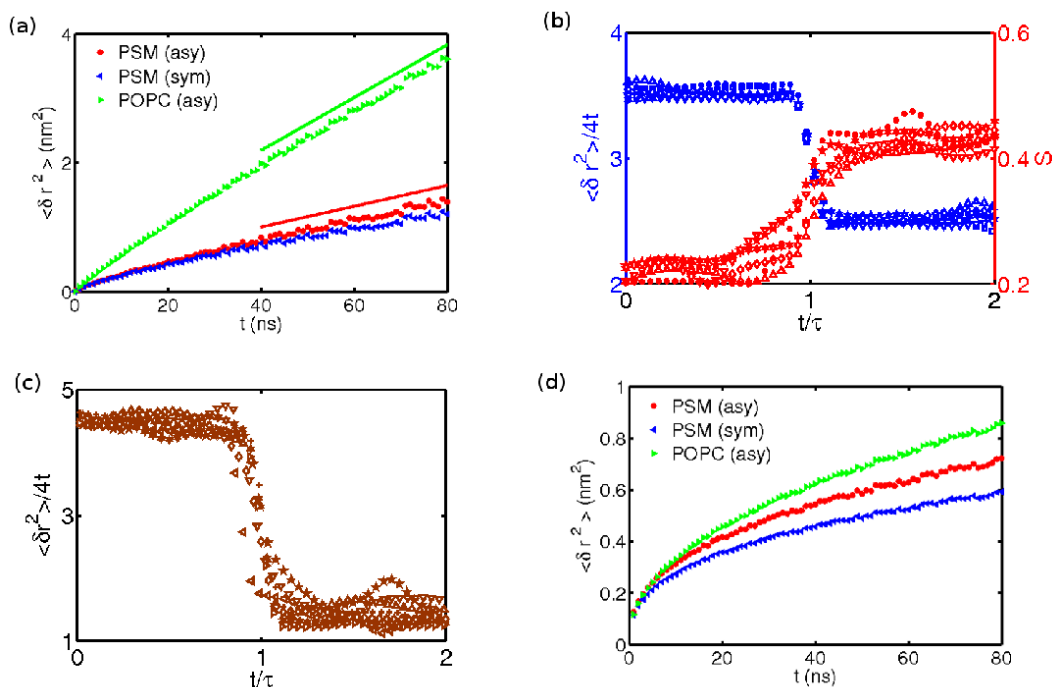 (a)
4
2
0
<δ r² > (nm²)
PSM (asy)
PSM (sym)
POPC (asy)
0 20 40 60 80
t (ns)
(b)
4
3
2
<δ r²>/4t
0.6
0.4
0.2
S
0 1 2
t/τ
(c)
5
3
1
<δr²>/4t
0 1 2
t/τ
(d)
1
0.8
0.6
0.4
0.2
0
<δ r² > (nm²)
PSM (asy)
PSM (sym)
POPC (asy)
0 20 40 60 80
t (ns)